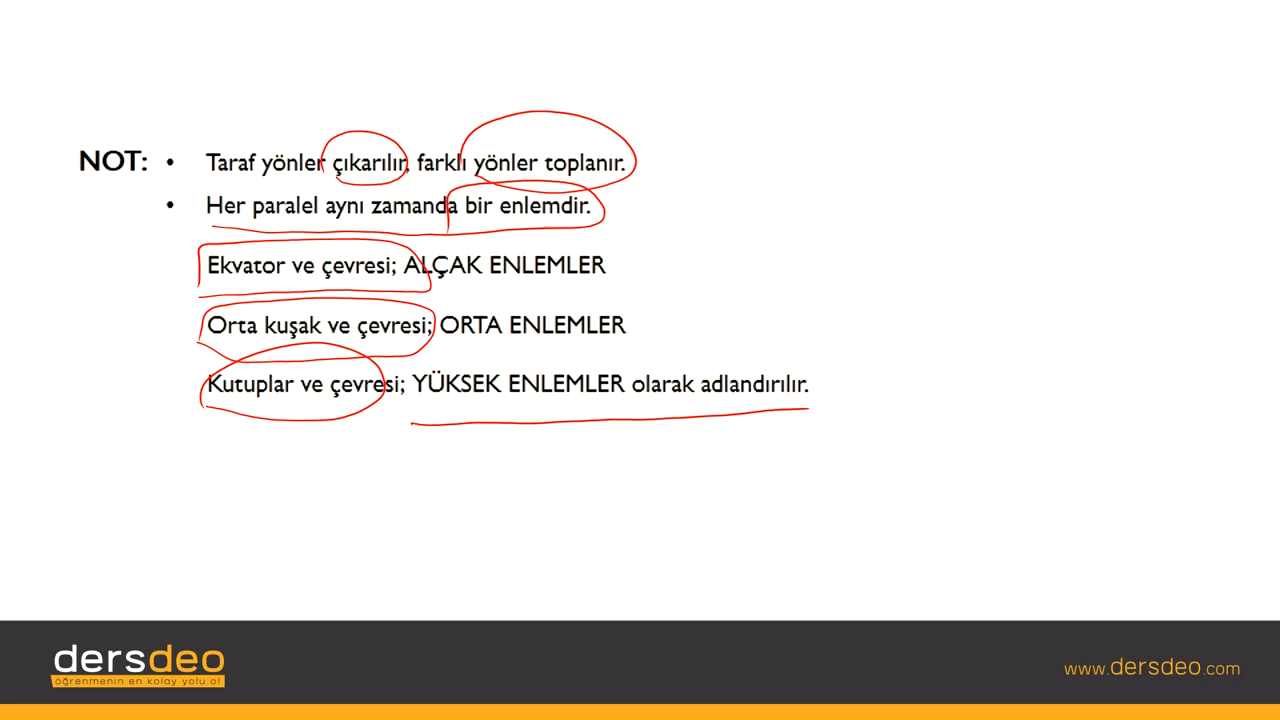 NOT: • Taraf yönler çıkarılır, farklı yönler toplanır.
• Her paralel aynı zamanda bir enlemdir.
Ekvator ve çevresi; ALÇAK ENLEMLER
Orta kuşak ve çevresi; ORTA ENLEMLER
Kutuplar ve çevresi; YÜKSEK ENLEMLER olarak adlandırılır.
dersdeo
öğrenmenin en kolay yolu o!
www.dersdeo.com